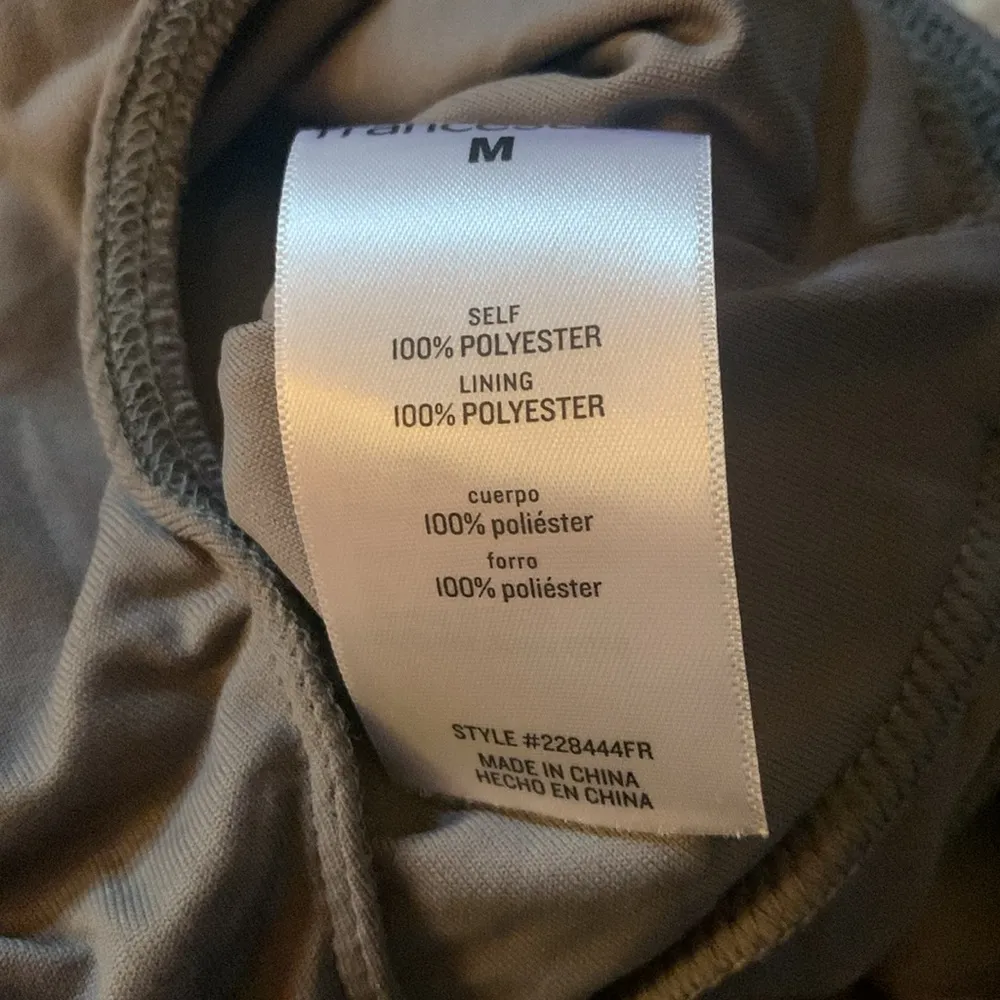 M
SELF
100% POLYESTER
LINING
100% POLYESTER
cuerpo
100% poliéster
forro
100% poliéster
STYLE #228444FR
MADE IN CHINA
HECHO EN CHINA